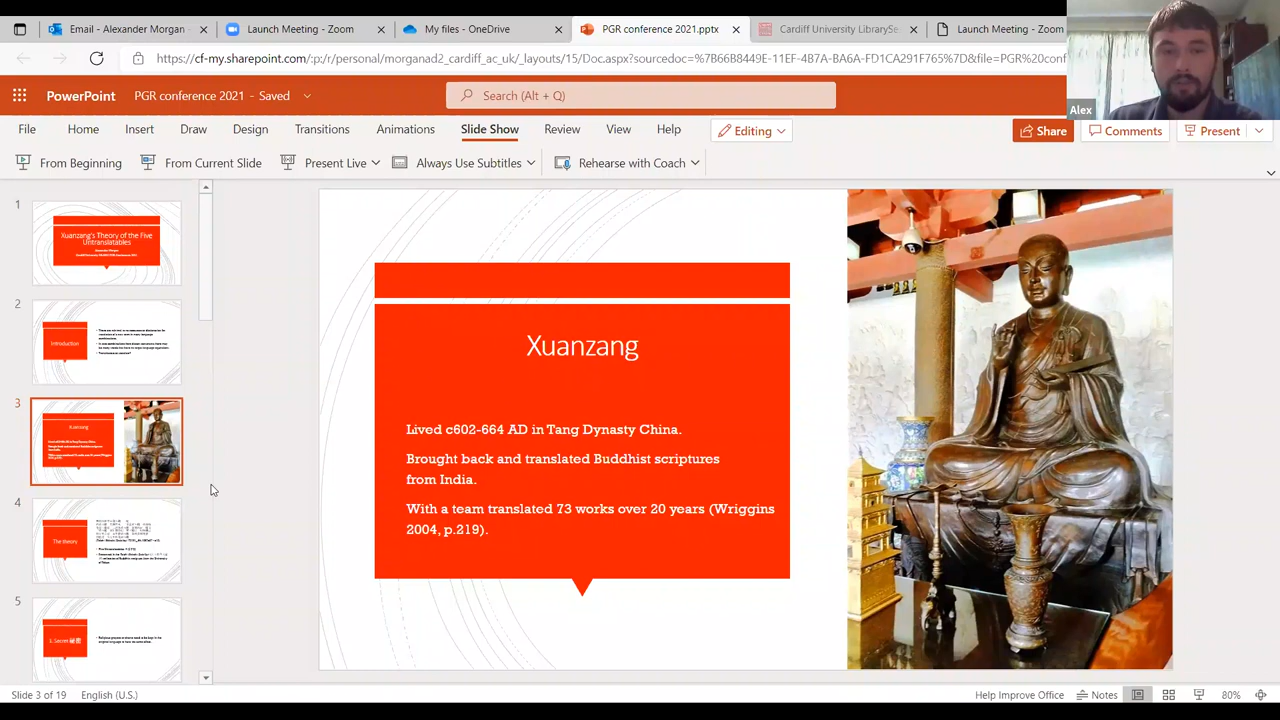 Email - Alexander Morgan
Launch Meeting - Zoom
My files - OneDrive
PGR conference 2021.pptx
Cardiff University LibrarySe
Launch Meeting - Zoom
https://cf-my.sharepoint.com/:p:/r/personal/morganad2_cardiff_ac_uk/_layouts/15/Doc.aspx?sourcedoc=%7B66B8449E-11EF-4B7A-BA6A-FD1CA291F765%7D&file=PGR%20conf
Alex
PowerPoint
PGR conference 2021 - Saved
Search (Alt + Q)
File
Home
Insert
Draw
Design
Transitions
Animations
Slide Show
Review
View
Help
Editing
Share
Comments
Present
From Beginning
From Current Slide
Present Live
Always Use Subtitles
Rehearse with Coach
1
Xuanzang's Theory of the Five
Untranslatables
2
Introduction
3
Xuanzang
4
The theory
5
1. Secret 秘密
Xuanzang
Lived c602-664 AD in Tang Dynasty China.
Brought back and translated Buddhist scriptures
from India.
With a team translated 73 works over 20 years (Wriggins
2004, p.219).
Slide 3 of 19
English (U.S.)
Help Improve Office
Notes
80%